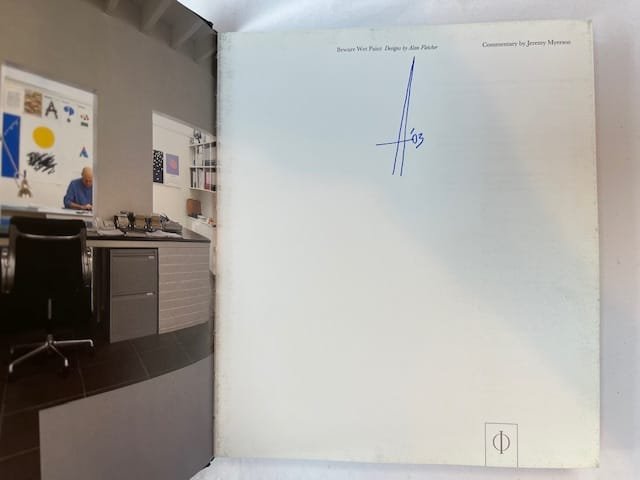 Beware Wet Paint Designs by Alan Fletcher
Commentary by Jeremy Myerson
A '03
A ?